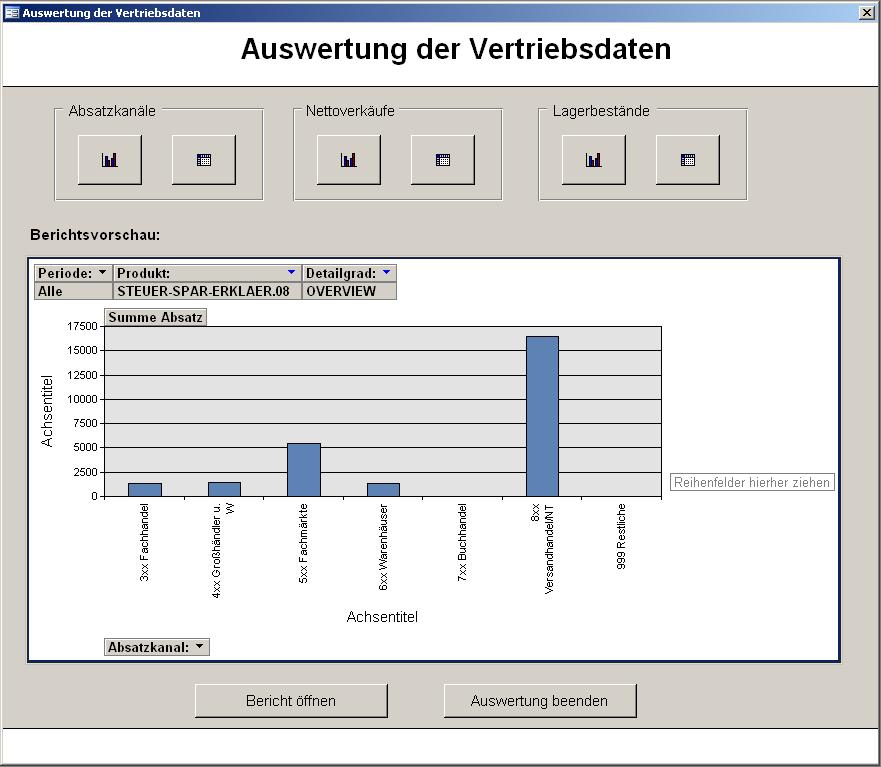 Auswertung der Vertriebsdaten
Auswertung der Vertriebsdaten
Absatzkanäle
Nettoverkäufe
Lagerbestände
Berichtsvorschau:
Periode: Produkt: Detailgrad:
Alle STEUER-SPAR-ERKLAER.08 OVERVIEW
Summe Absatz
17500
15000
12500
10000
7500
5000
2500
0
Achsentitel
Reihenfelder hierher ziehen
3xx Fachhandel
4xx Großhändler u.
W
5xx Fachmärkte
6xx Warenhäuser
7xx Buchhandel
8xx
Versandhandel/NT
999 Restliche
Achsentitel
Absatzkanal:
Bericht öffnen
Auswertung beenden